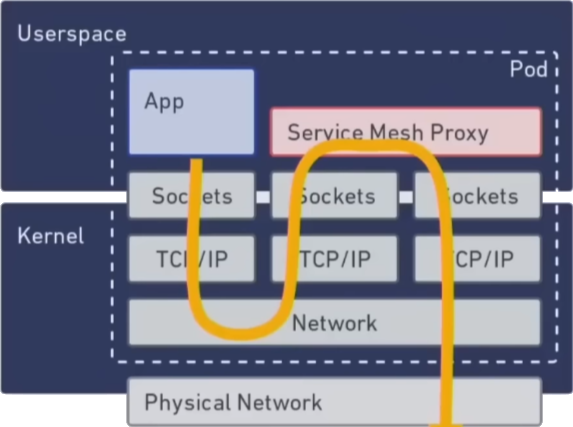 Userspace
Pod
App
Service Mesh Proxy
Sockets
Sockets
Sockets
Kernel
TCP/IP
TCP/IP
TCP/IP
Network
Physical Network